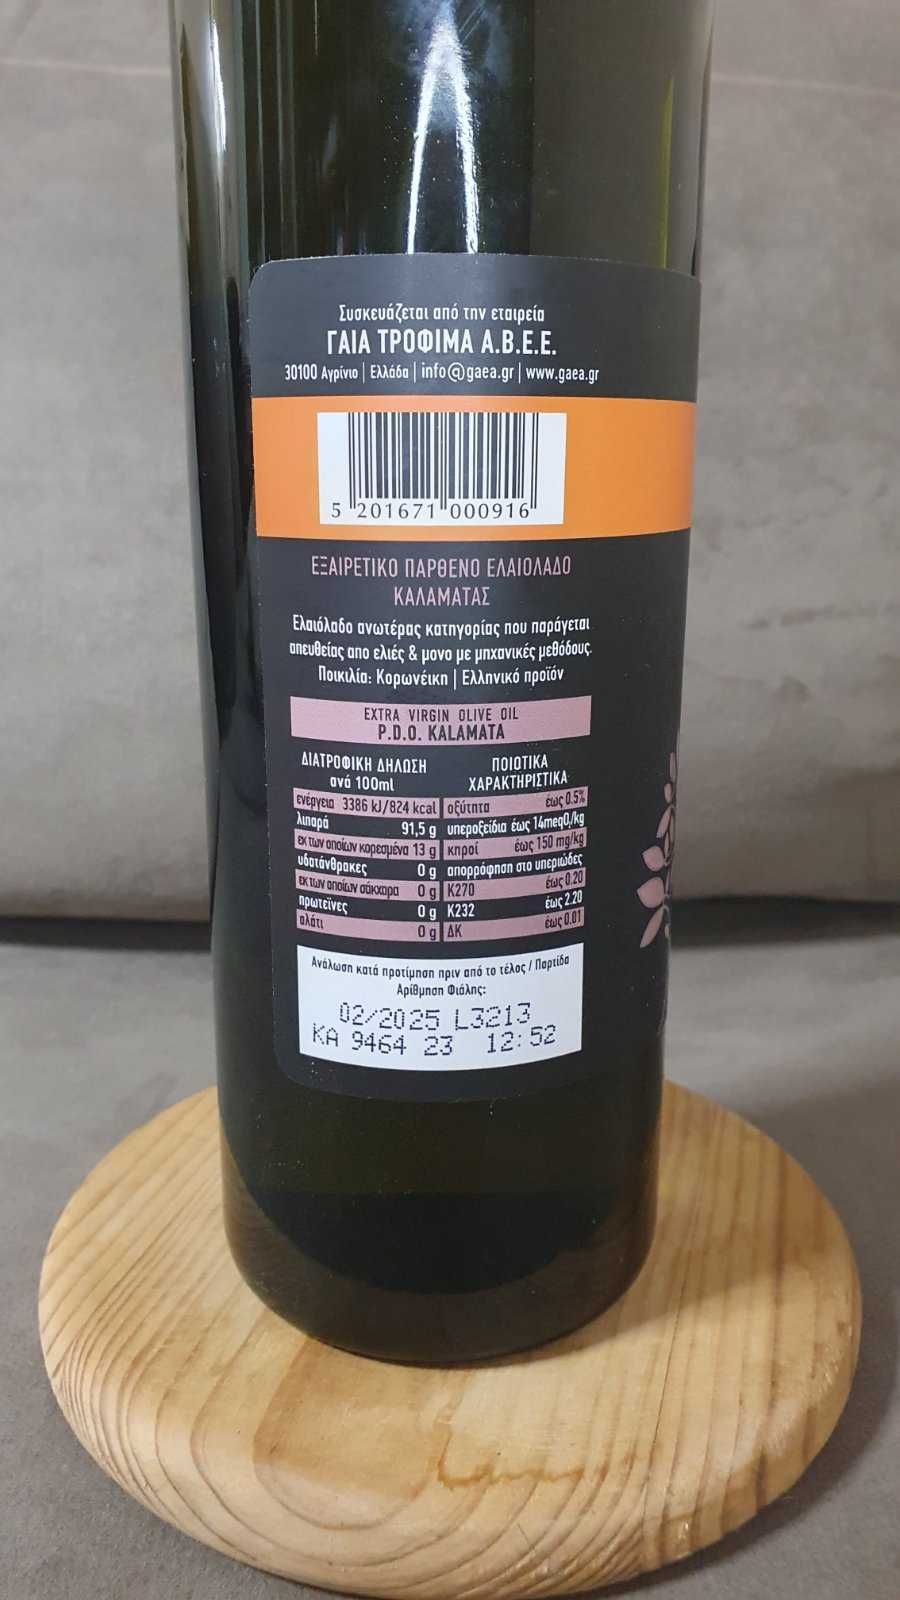 Συσκευάζεται από την εταιρεία
ΓΑΙΑ ΤΡΟΦΙΜΑ Α.Β.Ε.Ε.
30100 Αγρίνιο | Ελλάδα | info@gaea.gr | www.gaea.gr
5 201671 000916
ΕΞΑΙΡΕΤΙΚΟ ΠΑΡΘΕΝΟ ΕΛΑΙΟΛΑΔΟ
ΚΑΛΑΜΑΤΑΣ
Ελαιόλαδο ανωτέρας κατηγορίας που παράγεται
απευθείας απο ελιές & μονο με μηχανικές μεθόδους.
Ποικιλία: Κορωνέικη | Ελληνικό προϊόν
EXTRA VIRGIN OLIVE OIL
P.D.O. KALAMATA
ΔΙΑΤΡΟΦΙΚΗ ΔΗΛΩΣΗ
ανά 100ml
ενέργεια 3386 kJ/824 kcal
λιπαρά 91,5 g
εκ των οποίων κορεσμένα 13 g
υδατάνθρακες 0 g
εκ των οποίων σάκχαρα 0 g
πρωτεΐνες 0 g
αλάτι 0 g
ΠΟΙΟΤΙΚΑ
ΧΑΡΑΚΤΗΡΙΣΤΙΚΑ
οξύτητα έως 0.5%
υπεροξείδια έως 14meqO₂/kg
κηροί έως 150 mg/kg
απορρόφηση στο υπεριώδες
K270 έως 0.20
K232 έως 2.20
ΔΚ έως 0.01
Ανάλωση κατά προτίμηση πριν από το τέλος / Παρτίδα
Αρίθμηση Φιάλης:
02/2025 L3213
KA 9464 23 12:52